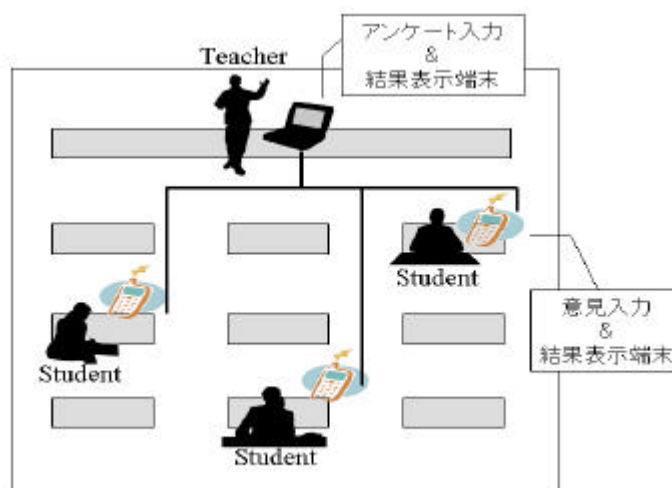 アンケート入力
&
結果表示端末
Teacher
Student
意見入力
&
結果表示端末
Student
Student